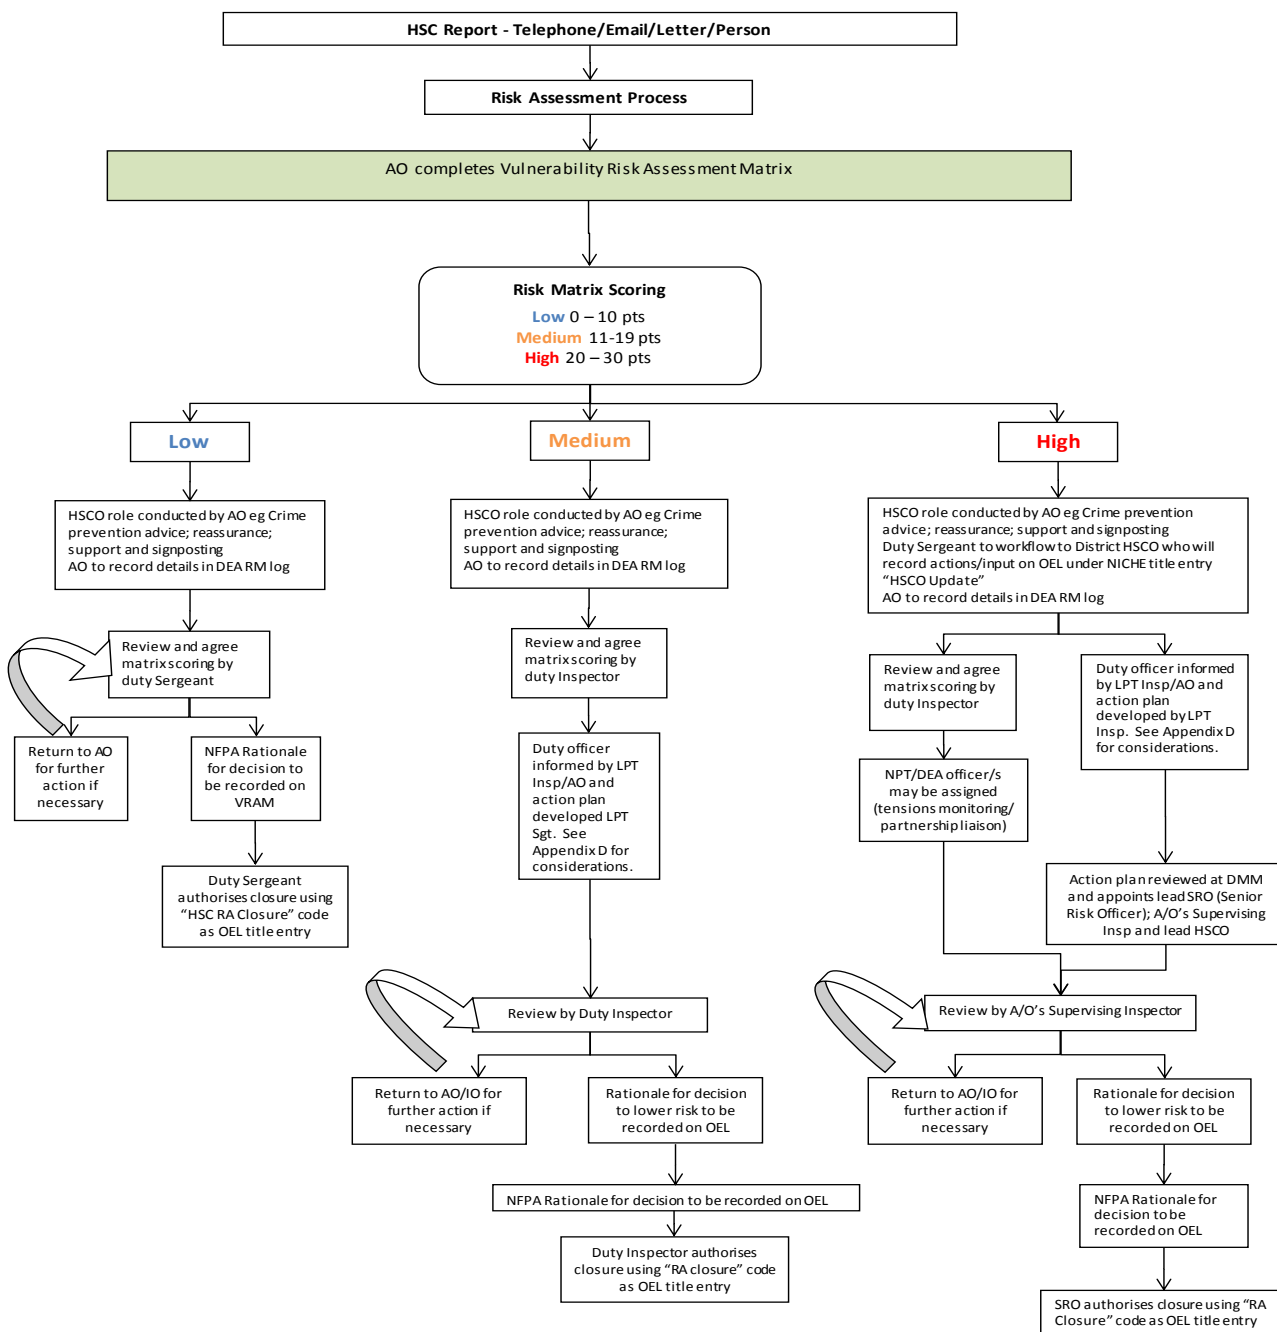 HSC Report - Telephone/Email/Letter/Person
Risk Assessment Process
AO completes Vulnerability Risk Assessment Matrix
Risk Matrix Scoring
Low 0 – 10 pts
Medium 11-19 pts
High 20 – 30 pts
Low
Medium
High
HSCO role conducted by AO eg Crime
prevention advice; reassurance;
support and signposting
AO to record details in DEA RM log
HSCO role conducted by AO eg Crime
prevention advice; reassurance;
support and signposting
AO to record details in DEA RM log
HSCO role conducted by AO eg Crime prevention
advice; reassurance; support and signposting
Duty Sergeant to workflow to District HSCO who will
record actions/input on OEL under NICHE title entry
“HSCO Update”
AO to record details in DEA RM log
Review and agree
matrix scoring by
duty Sergeant
Review and agree
matrix scoring by
duty Inspector
Review and agree
matrix scoring by
duty Inspector
Duty officer informed
by LPT Insp/AO and
action plan
developed by LPT
Insp. See Appendix D
for considerations.
Return to AO
for further
action if
necessary
NFPA Rationale
for decision to
be recorded on
VRAM
Duty officer
informed by LPT
Insp/AO and
action plan
developed LPT
Sgt. See
Appendix D for
considerations.
NPT/DEA officer/s
may be assigned
(tensions monitoring/
partnership liaison)
Duty Sergeant
authorises closure using
“HSC RA Closure” code
as OEL title entry
Action plan reviewed at DMM
and appoints lead SRO (Senior
Risk Officer); A/O’s Supervising
Insp and lead HSCO
Review by Duty Inspector
Review by A/O’s Supervising Inspector
Return to AO/IO for
further action if
necessary
Rationale for decision
to lower risk to be
recorded on OEL
Return to AO/IO for
further action if
necessary
Rationale for decision
to lower risk to be
recorded on OEL
NFPA Rationale for decision to be recorded on OEL
NFPA Rationale for
decision to be
recorded on OEL
Duty Inspector authorises
closure using “RA closure” code
as OEL title entry
SRO authorises closure using “RA
Closure” code as OEL title entry